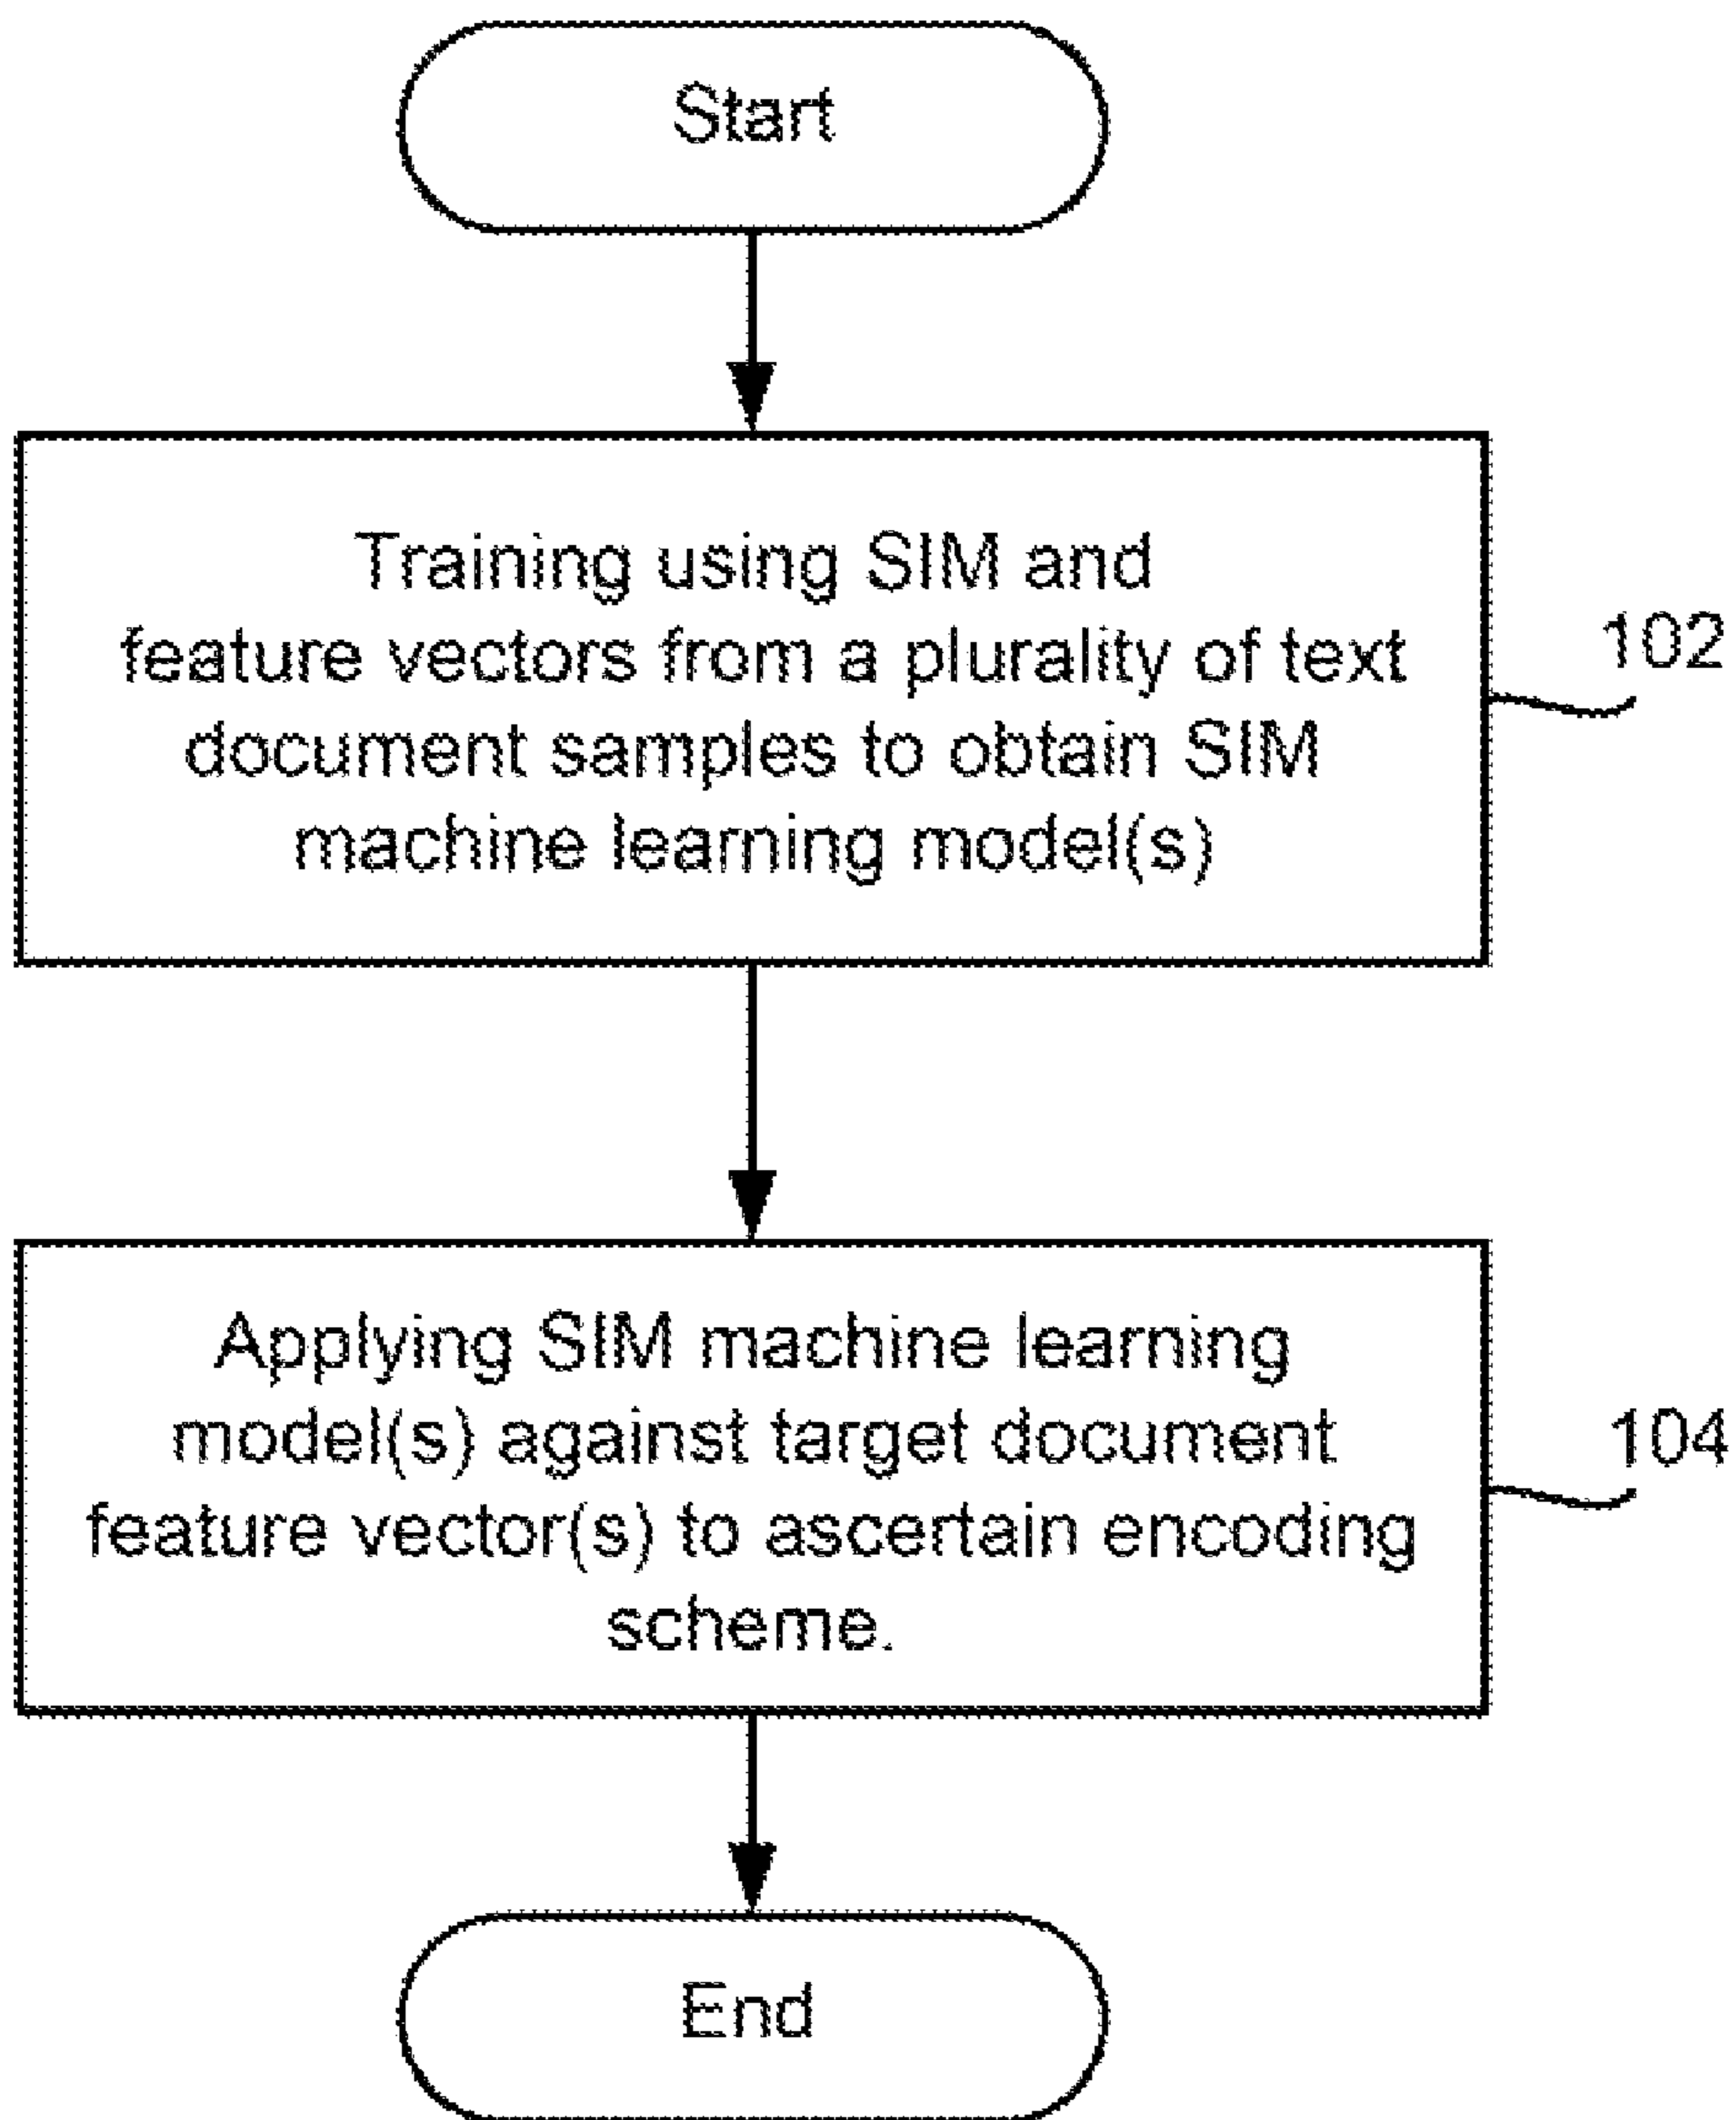 Start
Training using SIM and
feature vectors from a plurality of text
document samples to obtain SIM
machine learning model(s)
102
Applying SIM machine learning
model(s) against target document
feature vector(s) to ascertain encoding
scheme.
104
End